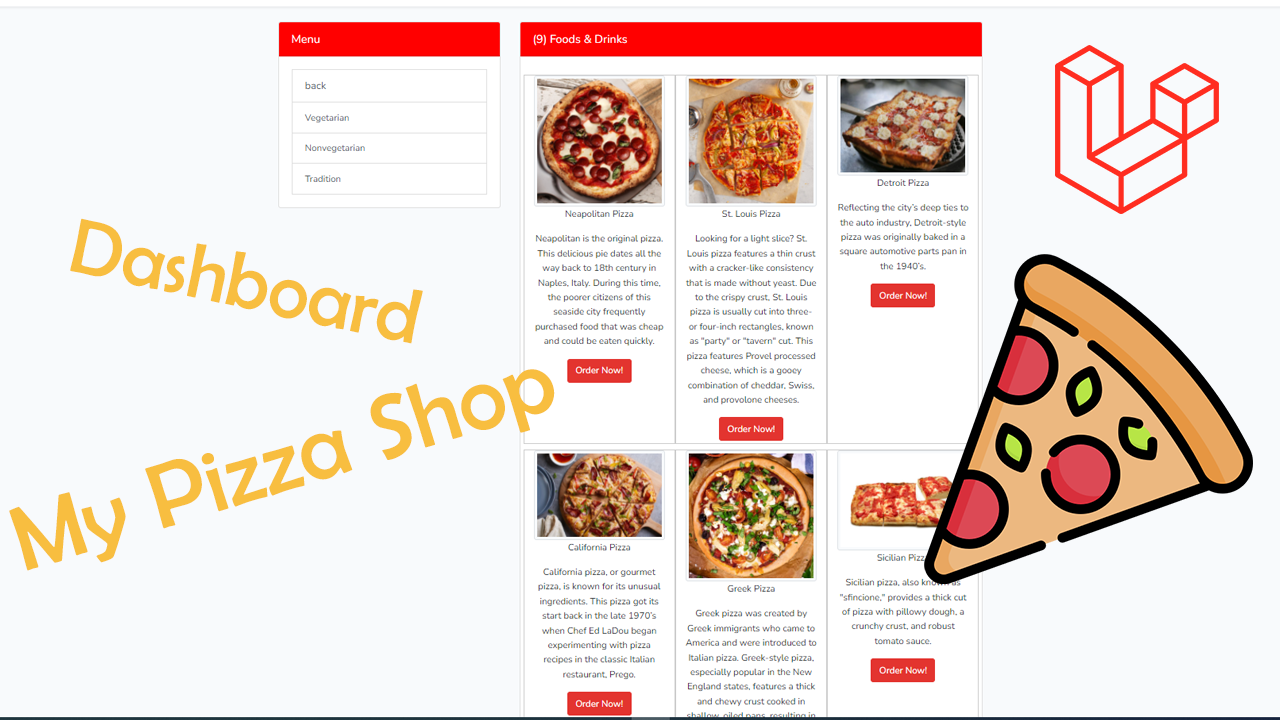 Menu
back
Vegetarian
Nonvegetarian
Tradition
(9) Foods & Drinks
Neapolitan Pizza
Neapolitan is the original pizza.
This delicious pie dates all the
way back to 18th century in
Naples, Italy. During this time,
the poorer citizens of this
seaside city frequently
purchased food that was cheap
and could be eaten quickly.
Order Now!
St. Louis Pizza
Looking for a light slice? St.
Louis pizza features a thin crust
with a cracker-like consistency
that is made without yeast. Due
to the crispy crust, St. Louis
pizza is usually cut into three-
or four-inch rectangles, known
as "party" or "tavern" cut. This
pizza features Provel processed
cheese, which is a gooey
combination of cheddar, Swiss,
and provolone cheeses.
Order Now!
Detroit Pizza
Reflecting the city’s deep ties to
the auto industry, Detroit-style
pizza was originally baked in a
square automotive parts pan in
the 1940’s.
Order Now!
Dashboard
My Pizza Shop
California Pizza
California pizza, or gourmet
pizza, is known for its unusual
ingredients. This pizza got its
start back in the late 1970’s
when Chef Ed LaDou began
experimenting with pizza
recipes in the classic Italian
restaurant, Prego.
Order Now!
Greek Pizza
Greek pizza was created by
Greek immigrants who came to
America and were introduced to
Italian pizza. Greek-style pizza,
especially popular in the New
England states, features a thick
and chewy crust cooked in
shallow, oiled pans, resulting in
Sicilian Pizz
Sicilian pizza, also known as
"sfincione," provides a thick cut
of pizza with pillowy dough, a
crunchy crust, and robust
tomato sauce.
Order Now!